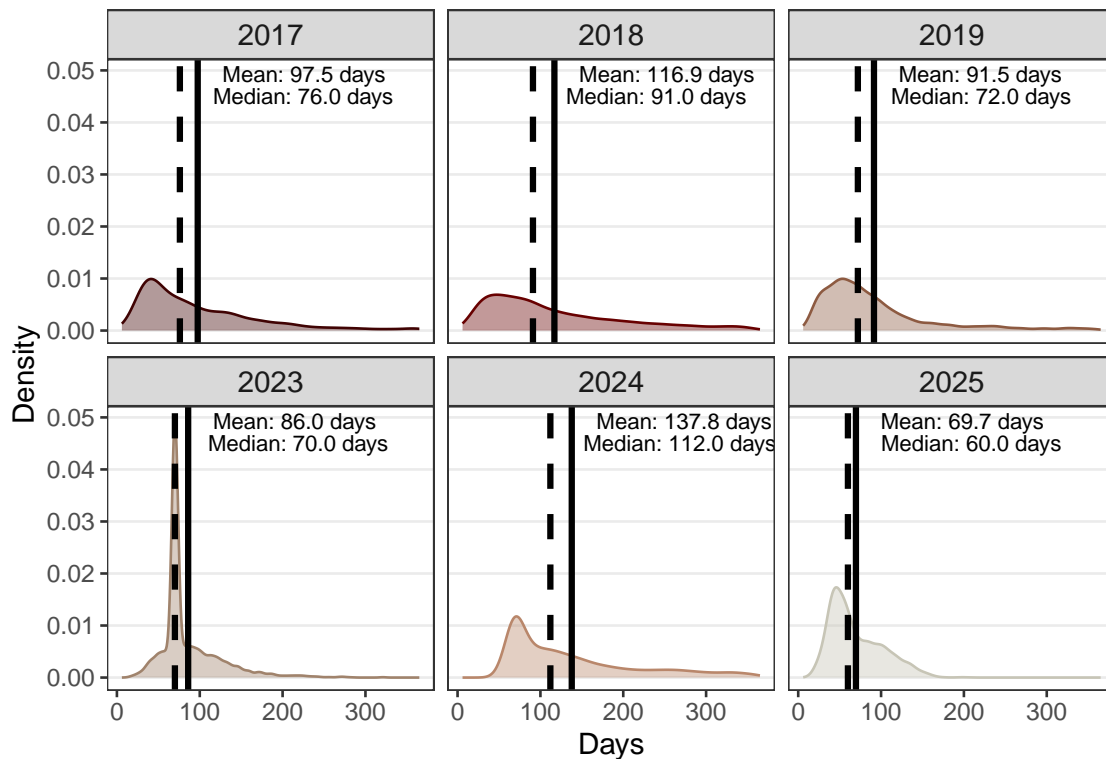 2017
2018
2019
Mean: 97.5 days
Median: 76.0 days
Mean: 116.9 days
Median: 91.0 days
Mean: 91.5 days
Median: 72.0 days
0.05
0.04
0.03
0.02
0.01
0.00
Density
2023
2024
2025
Mean: 86.0 days
Median: 70.0 days
Mean: 137.8 days
Median: 112.0 days
Mean: 69.7 days
Median: 60.0 days
0.05
0.04
0.03
0.02
0.01
0.00
0 100 200 300
0 100 200 300
0 100 200 300
Days